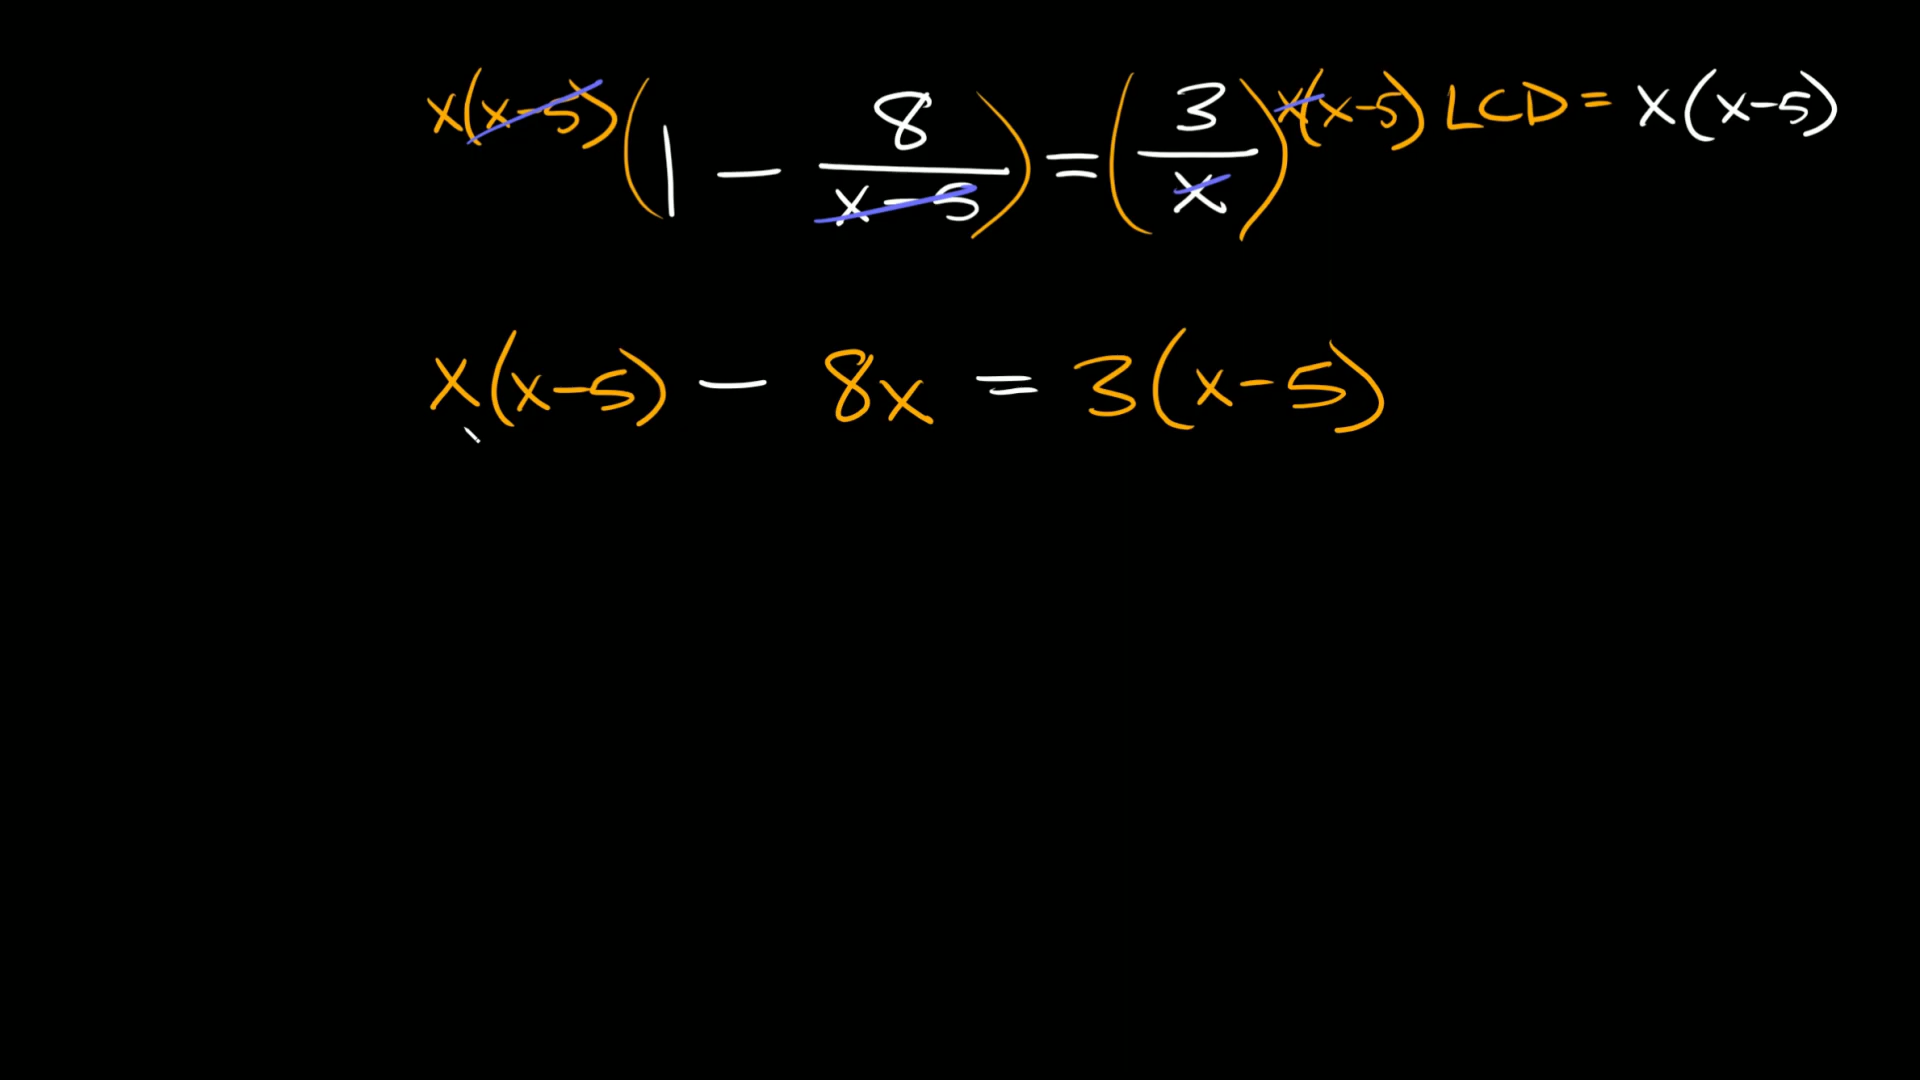 x(x-5)(1 - 8/(x-5)) = (3/x)x(x-5) LCD = x(x-5)
x(x-5) - 8x = 3(x-5)